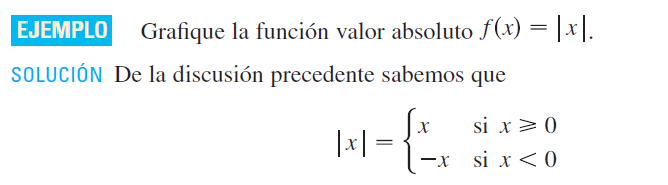 EJEMPLO Grafique la función valor absoluto f(x) = |x|.
SOLUCIÓN De la discusión precedente sabemos que
|x| = { x si x ⩾ 0
−x si x < 0